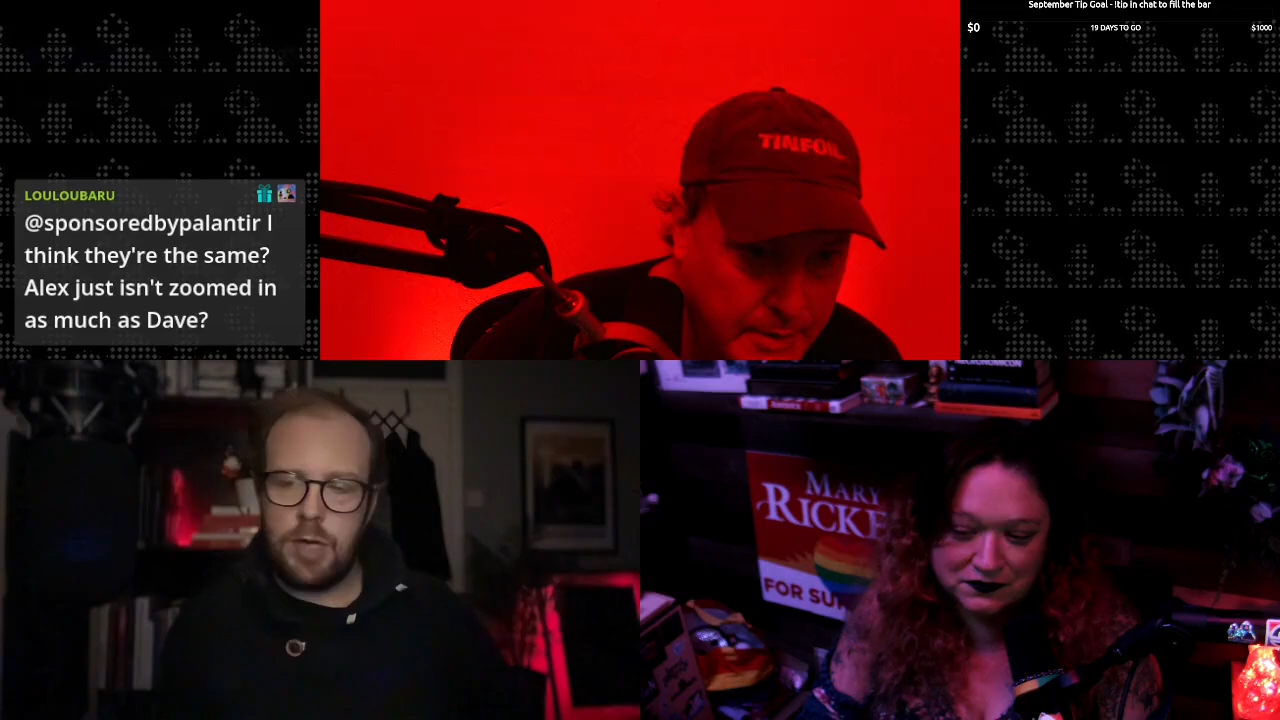 September Tip Goal - !tip in chat to fill the bar
$0
19 DAYS TO GO
$1000
TINFOIL
LOULOUBARU
@sponsoredbypalantir I
think they're the same?
Alex just isn't zoomed in
as much as Dave?
MARY
RICKE
FOR SUR